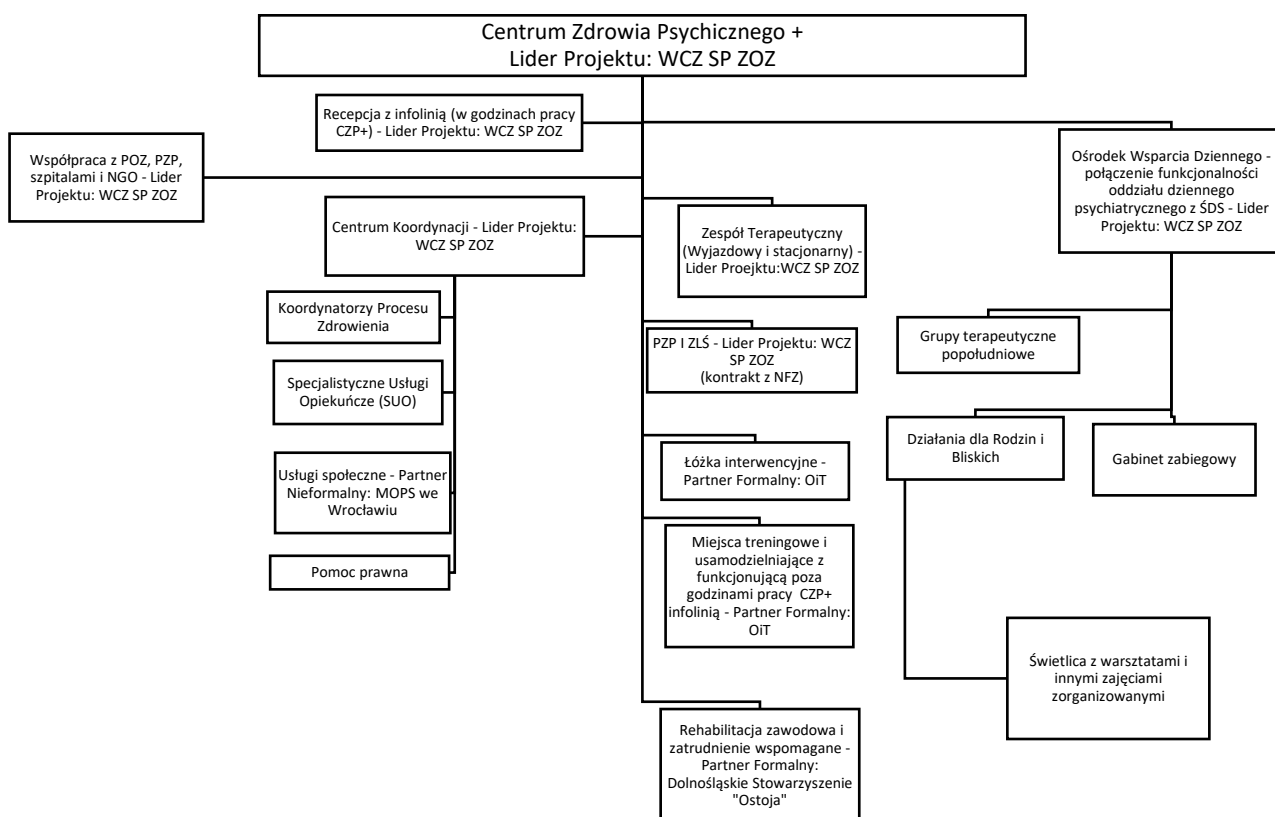 Centrum Zdrowia Psychicznego +
Lider Projektu: WCZ SP ZOZ
Recepcja z infolinią (w godzinach pracy
CZP+) - Lider Projektu: WCZ SP ZOZ
Współpraca z POZ, PZP,
szpitalami i NGO - Lider
Projektu: WCZ SP ZOZ
Ośrodek Wsparcia Dziennego -
połączenie funkcjonalności
oddziału dziennego
psychiatrycznego z ŚDS - Lider
Projektu: WCZ SP ZOZ
Centrum Koordynacji - Lider Projektu:
WCZ SP ZOZ
Zespół Terapeutyczny
(Wyjazdowy i stacjonarny) -
Lider Proejktu:WCZ SP ZOZ
Koordynatorzy Procesu
Zdrowienia
PZP I ZLŚ - Lider Projektu: WCZ
SP ZOZ
(kontrakt z NFZ)
Grupy terapeutyczne
popołudniowe
Specjalistyczne Usługi
Opiekuńcze (SUO)
Działania dla Rodzin i
Bliskich
Gabinet zabiegowy
Łóżka interwencyjne -
Partner Formalny: OiT
Usługi społeczne - Partner
Nieformalny: MOPS we
Wrocławiu
Miejsca treningowe i
usamodzielniające z
funkcjonującą poza
godzinami pracy CZP+
infolinią - Partner Formalny:
OiT
Pomoc prawna
Świetlica z warsztatami i
innymi zajęciami
zorganizowanymi
Rehabilitacja zawodowa i
zatrudnienie wspomagane -
Partner Formalny:
Dolnośląskie Stowarzyszenie
"Ostoja"